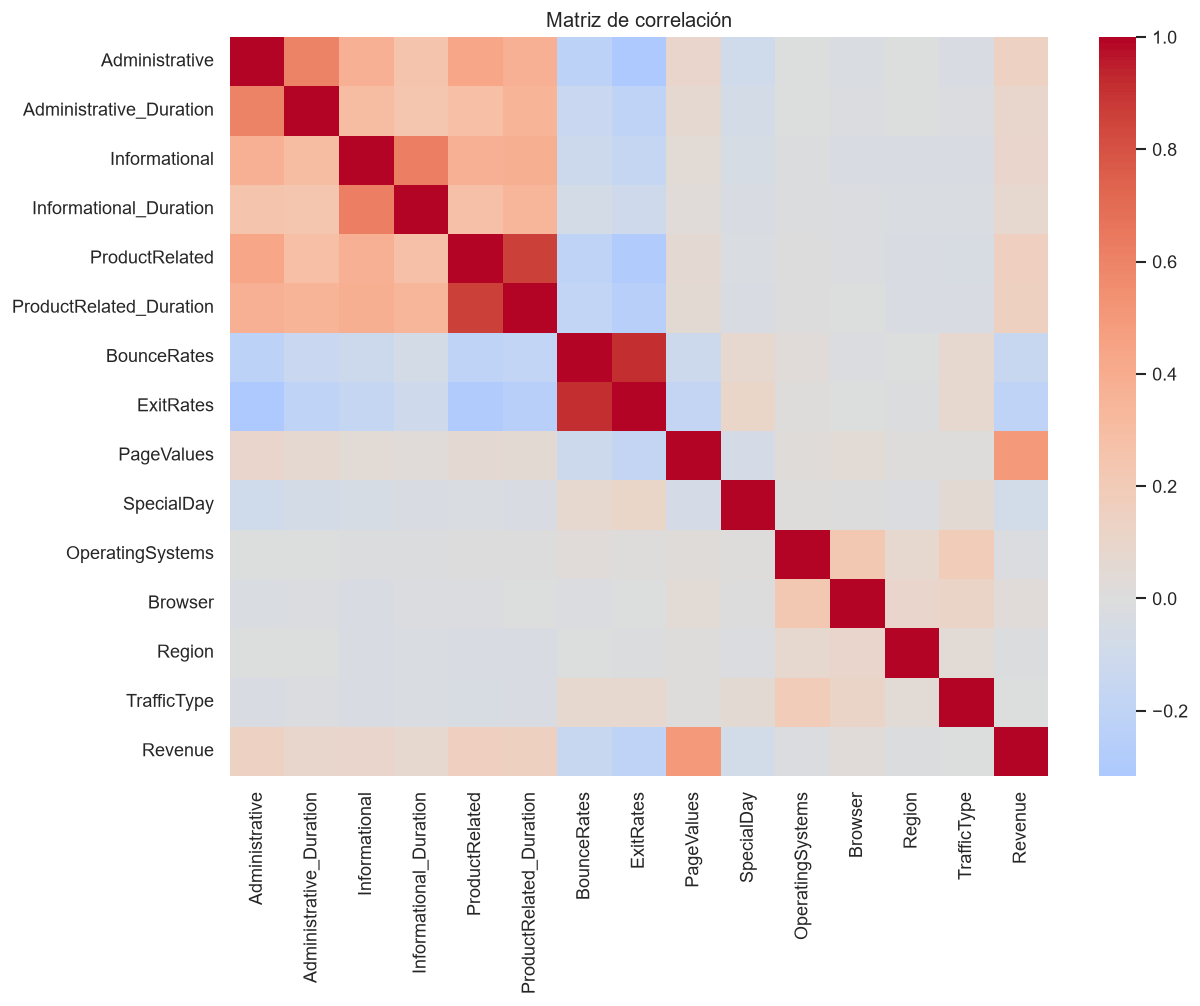 Matriz de correlación
Administrative
Administrative_Duration
Informational
Informational_Duration
ProductRelated
ProductRelated_Duration
BounceRates
ExitRates
PageValues
SpecialDay
OperatingSystems
Browser
Region
TrafficType
Revenue
Administrative
Administrative_Duration
Informational
Informational_Duration
ProductRelated
ProductRelated_Duration
BounceRates
ExitRates
PageValues
SpecialDay
OperatingSystems
Browser
Region
TrafficType
Revenue
1.0
0.8
0.6
0.4
0.2
0.0
−0.2